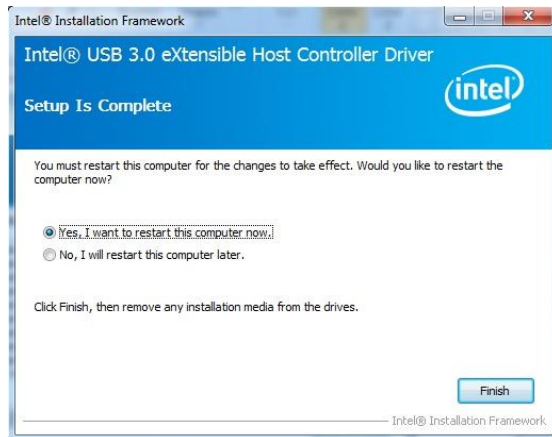 Intel® Installation Framework
Intel® USB 3.0 eXtensible Host Controller Driver
intel
Setup Is Complete
You must restart this computer for the changes to take effect. Would you like to restart the
computer now?
Yes, I want to restart this computer now.
No, I will restart this computer later.
Click Finish, then remove any installation media from the drives.
Finish
Intel® Installation Framework